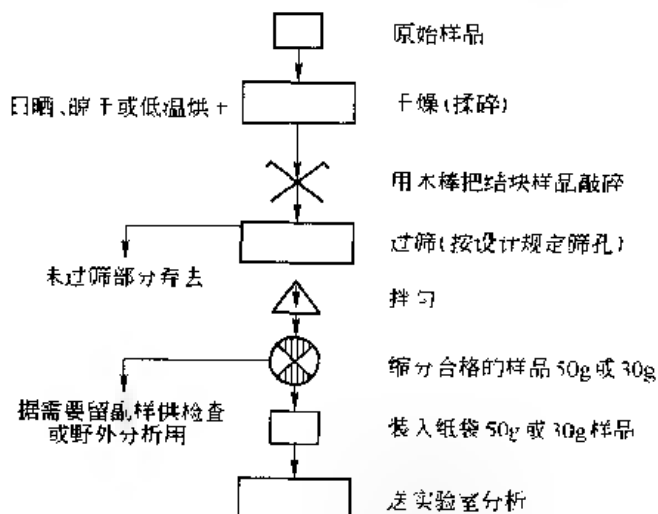 原始样品
日晒、晾干或低温烘干
干燥(揉碎)
用木棒把结块样品敲碎
过筛(按设计规定筛孔)
未过筛部分弃去
拌匀
缩分合格的样品50g或30g
据需要留副样供检查
或野外分析用
装入纸袋50g或30g样品
送实验室分析